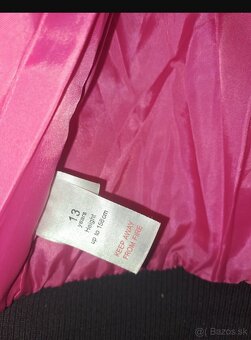 13
years
Height
up to 158cm
KEEP AWAY
FROM FIRE
Bazos.sk